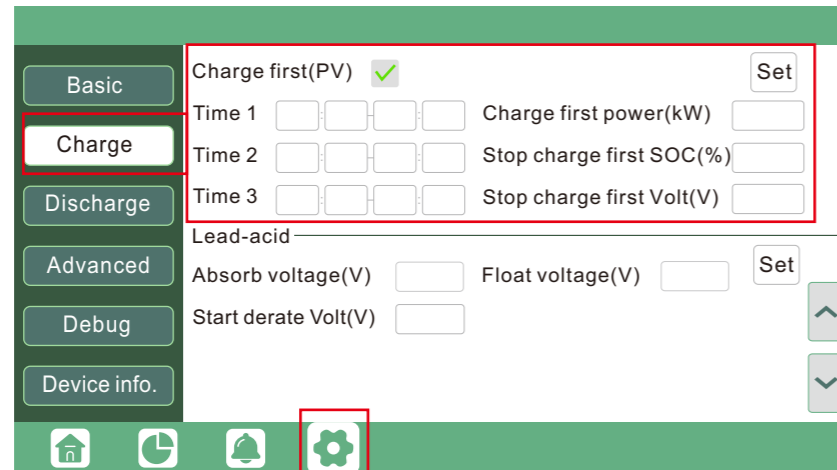 Basic
Charge
Discharge
Advanced
Debug
Device info.
Charge first(PV) Set
Time 1 : - : Charge first power(kW)
Time 2 : - : Stop charge first SOC(%)
Time 3 : - : Stop charge first Volt(V)
Lead-acid
Absorb voltage(V) Float voltage(V) Set
Start derate Volt(V)